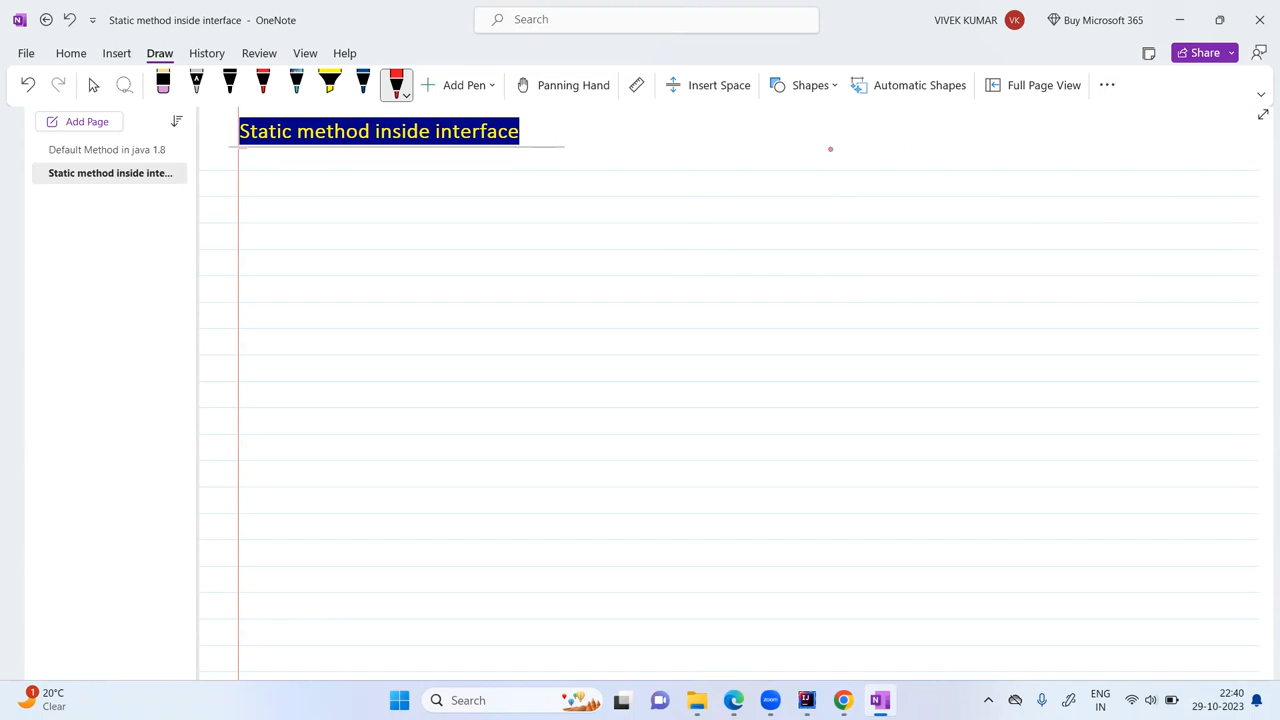 Static method inside interface - OneNote
Search
VIVEK KUMAR VK Buy Microsoft 365
File Home Insert Draw History Review View Help Share
A Add Pen Panning Hand Insert Space Shapes Automatic Shapes Full Page View
Add Page
Default Method in java 1.8
Static method inside inte...
Static method inside interface
1 20°C
Clear
Search
zoom
ENG
IN
22:40
29-10-2023